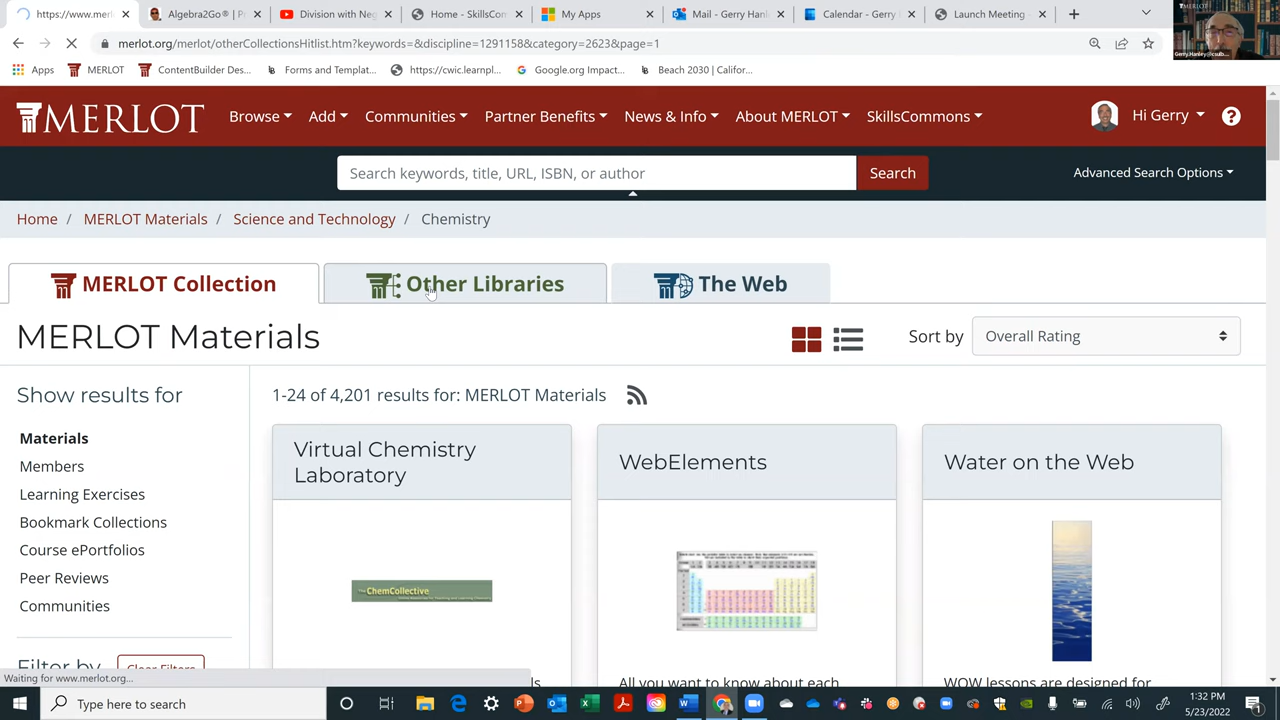 https://www.merl
Algebra2Go® | P
Division with Neg
Home - SkillsCom
My Apps
Mail - Gerry Hanl
Calendar - Gerry
Launch Meeting -
merlot.org/merlot/otherCollectionsHitlist.htm?keywords=&discipline=1291158&category=2623&page=1
Apps
MERLOT
ContentBuilder Des...
Forms and Templat...
https://cwic.learnpl...
Google.org Impact...
Beach 2030 | Califor...
MERLOT
Browse
Add
Communities
Partner Benefits
News & Info
About MERLOT
SkillsCommons
Hi Gerry
?
Search keywords, title, URL, ISBN, or author
Search
Advanced Search Options
Home / MERLOT Materials / Science and Technology / Chemistry
MERLOT Collection
Other Libraries
The Web
MERLOT Materials
Sort by
Overall Rating
Show results for
1-24 of 4,201 results for: MERLOT Materials
Materials
Members
Learning Exercises
Bookmark Collections
Course ePortfolios
Peer Reviews
Communities
Filter by
Clear Filters
Virtual Chemistry
Laboratory
WebElements
Water on the Web
The ChemCollective
All you want to know about each
WOW lessons are designed for
Waiting for www.merlot.org...
Type here to search
1:32 PM
5/23/2022